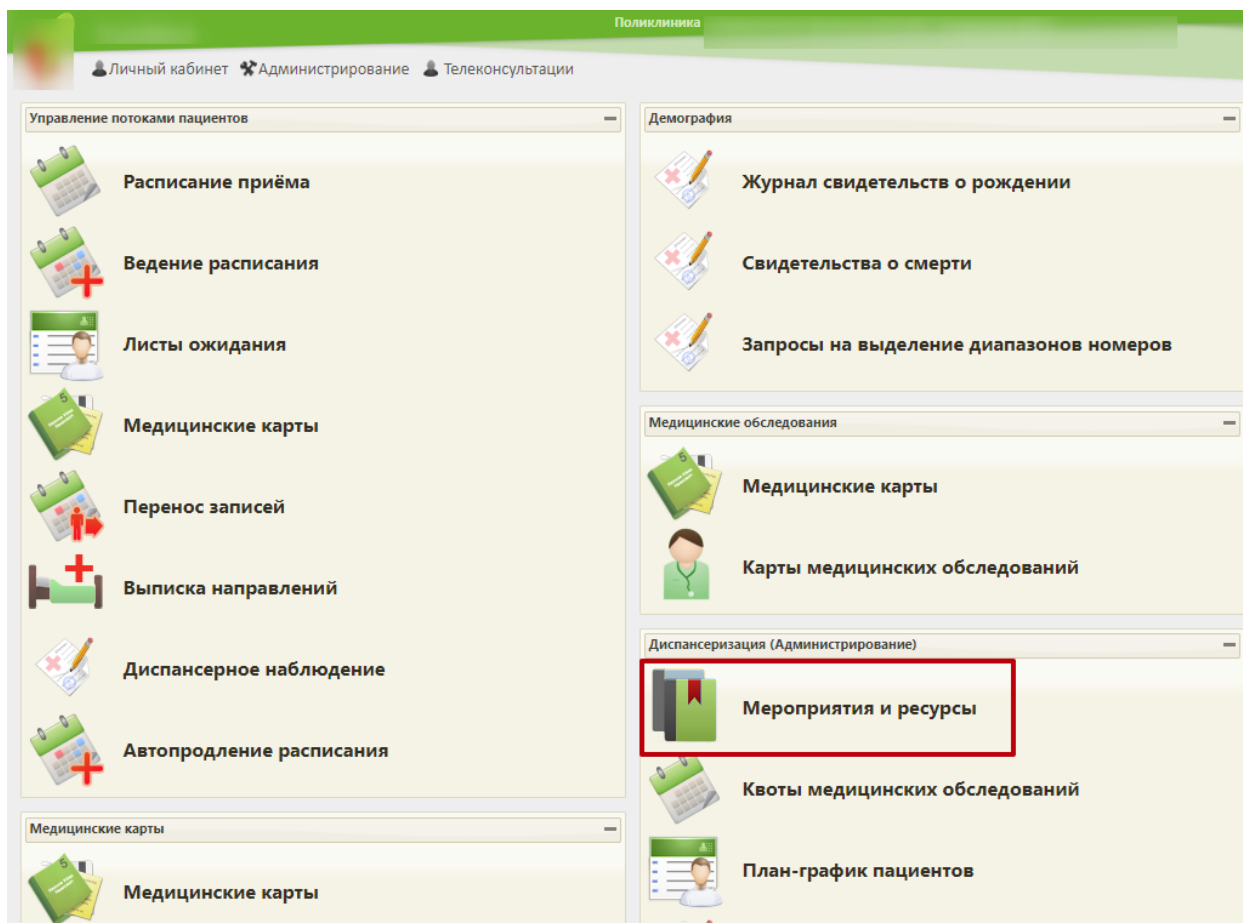 Поликлиника
Личный кабинет Администрирование Телеконсультации
Управление потоками пациентов
Расписание приёма
Ведение расписания
Листы ожидания
Медицинские карты
Перенос записей
Выписка направлений
Диспансерное наблюдение
Автопродление расписания
Медицинские карты
Медицинские карты
Демография
Журнал свидетельств о рождении
Свидетельства о смерти
Запросы на выделение диапазонов номеров
Медицинские обследования
Медицинские карты
Карты медицинских обследований
Диспансеризация (Администрирование)
Мероприятия и ресурсы
Квоты медицинских обследований
План-график пациентов